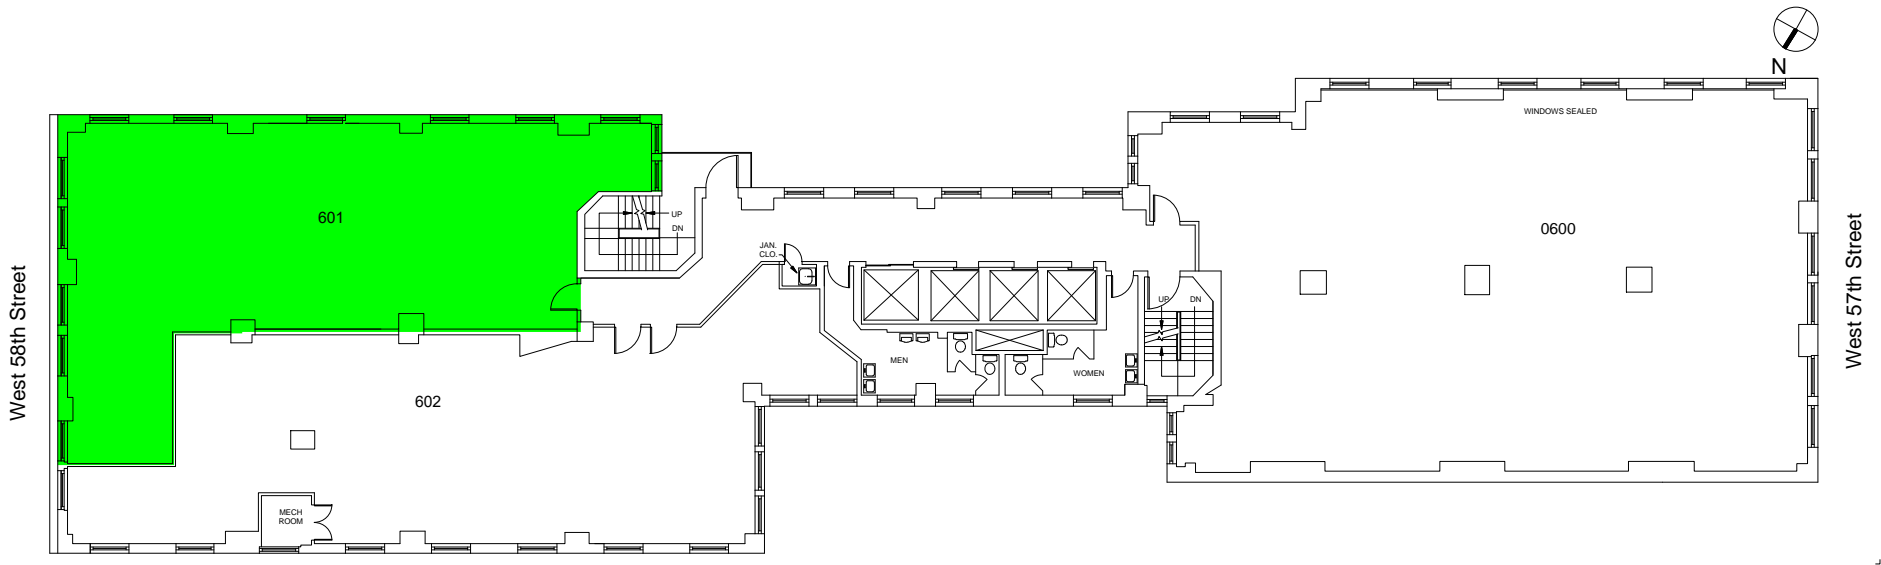 N
WINDOWS SEALED
601
UP
DN
0600
JAN.
CLO.
West 58th Street
West 57th Street
UP
DN
MEN
WOMEN
602
MECH
ROOM